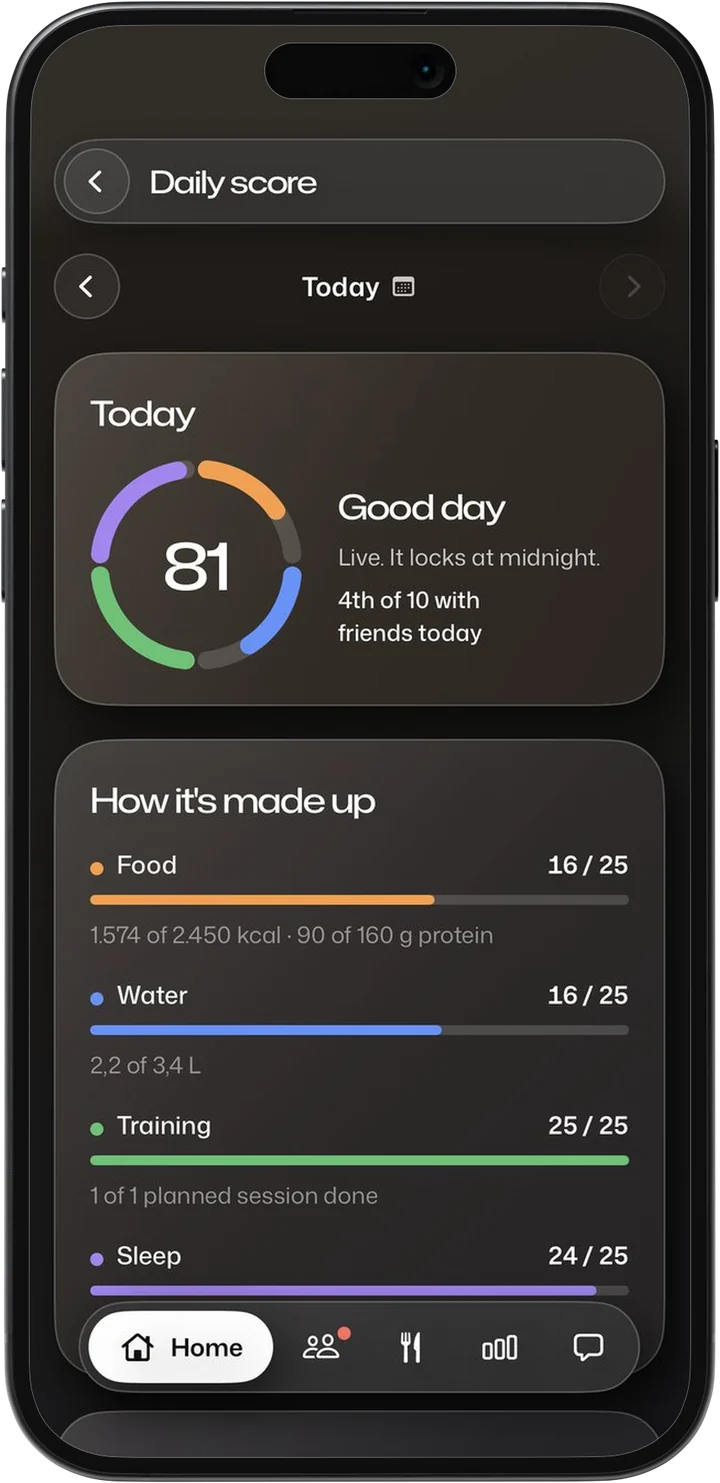 Daily score
Today
Today
81
Good day
Live. It locks at midnight.
4th of 10 with
friends today
How it's made up
Food 16 / 25
1.574 of 2.450 kcal · 90 of 160 g protein
Water 16 / 25
2,2 of 3,4 L
Training 25 / 25
1 of 1 planned session done
Sleep 24 / 25
Home